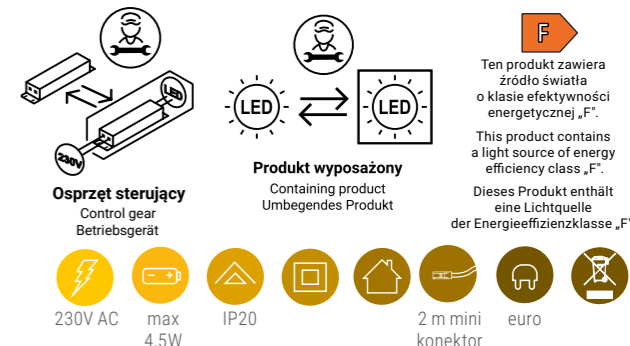 LED
230V
Osprzęt sterujący
Control gear
Betriebsgerät
LED
LED
Produkt wyposażony
Containing product
Umbegendes Produkt
F
Ten produkt zawiera
źródło światła
o klasie efektywności
energetycznej „F".
This product contains
a light source of energy
efficiency class „F".
Dieses Produkt enthält
eine Lichtquelle
der Energieeffizienzklasse „F"
230V AC
max
4,5W
IP20
2 m mini
konektor
euro